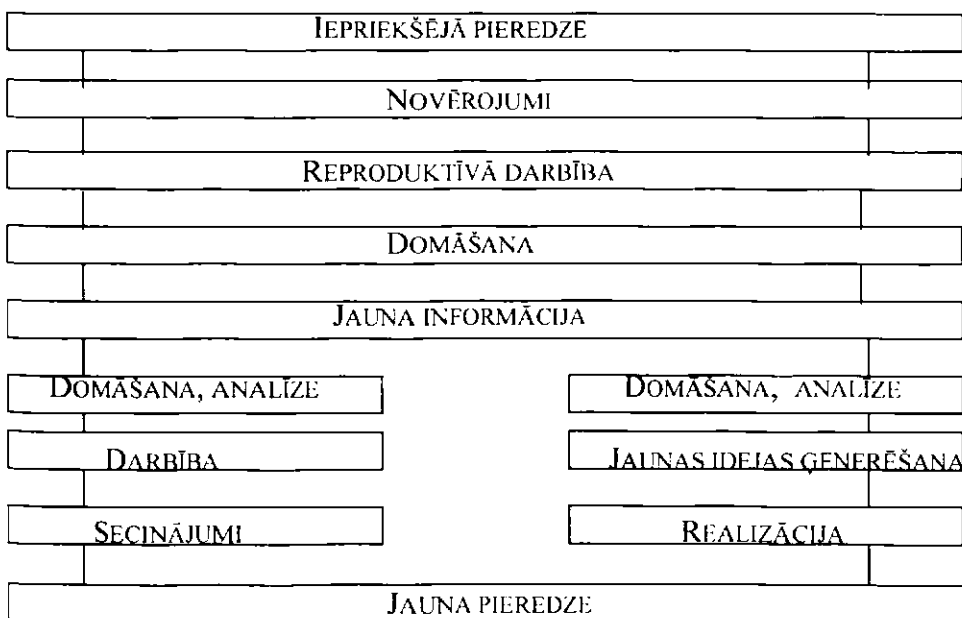 IEPRIEKŠĒJĀ PIEREDZE
NOVĒROJUMI
REPRODUKTĪVĀ DARBĪBA
DOMĀŠANA
JAUNA INFORMĀCIJA
DOMĀŠANA, ANALĪZE
DOMĀŠANA, ANALĪZE
DARBĪBA
JAUNAS IDEJAS ĢENERĒŠANA
SECINĀJUMI
REALIZĀCIJA
JAUNA PIEREDZE